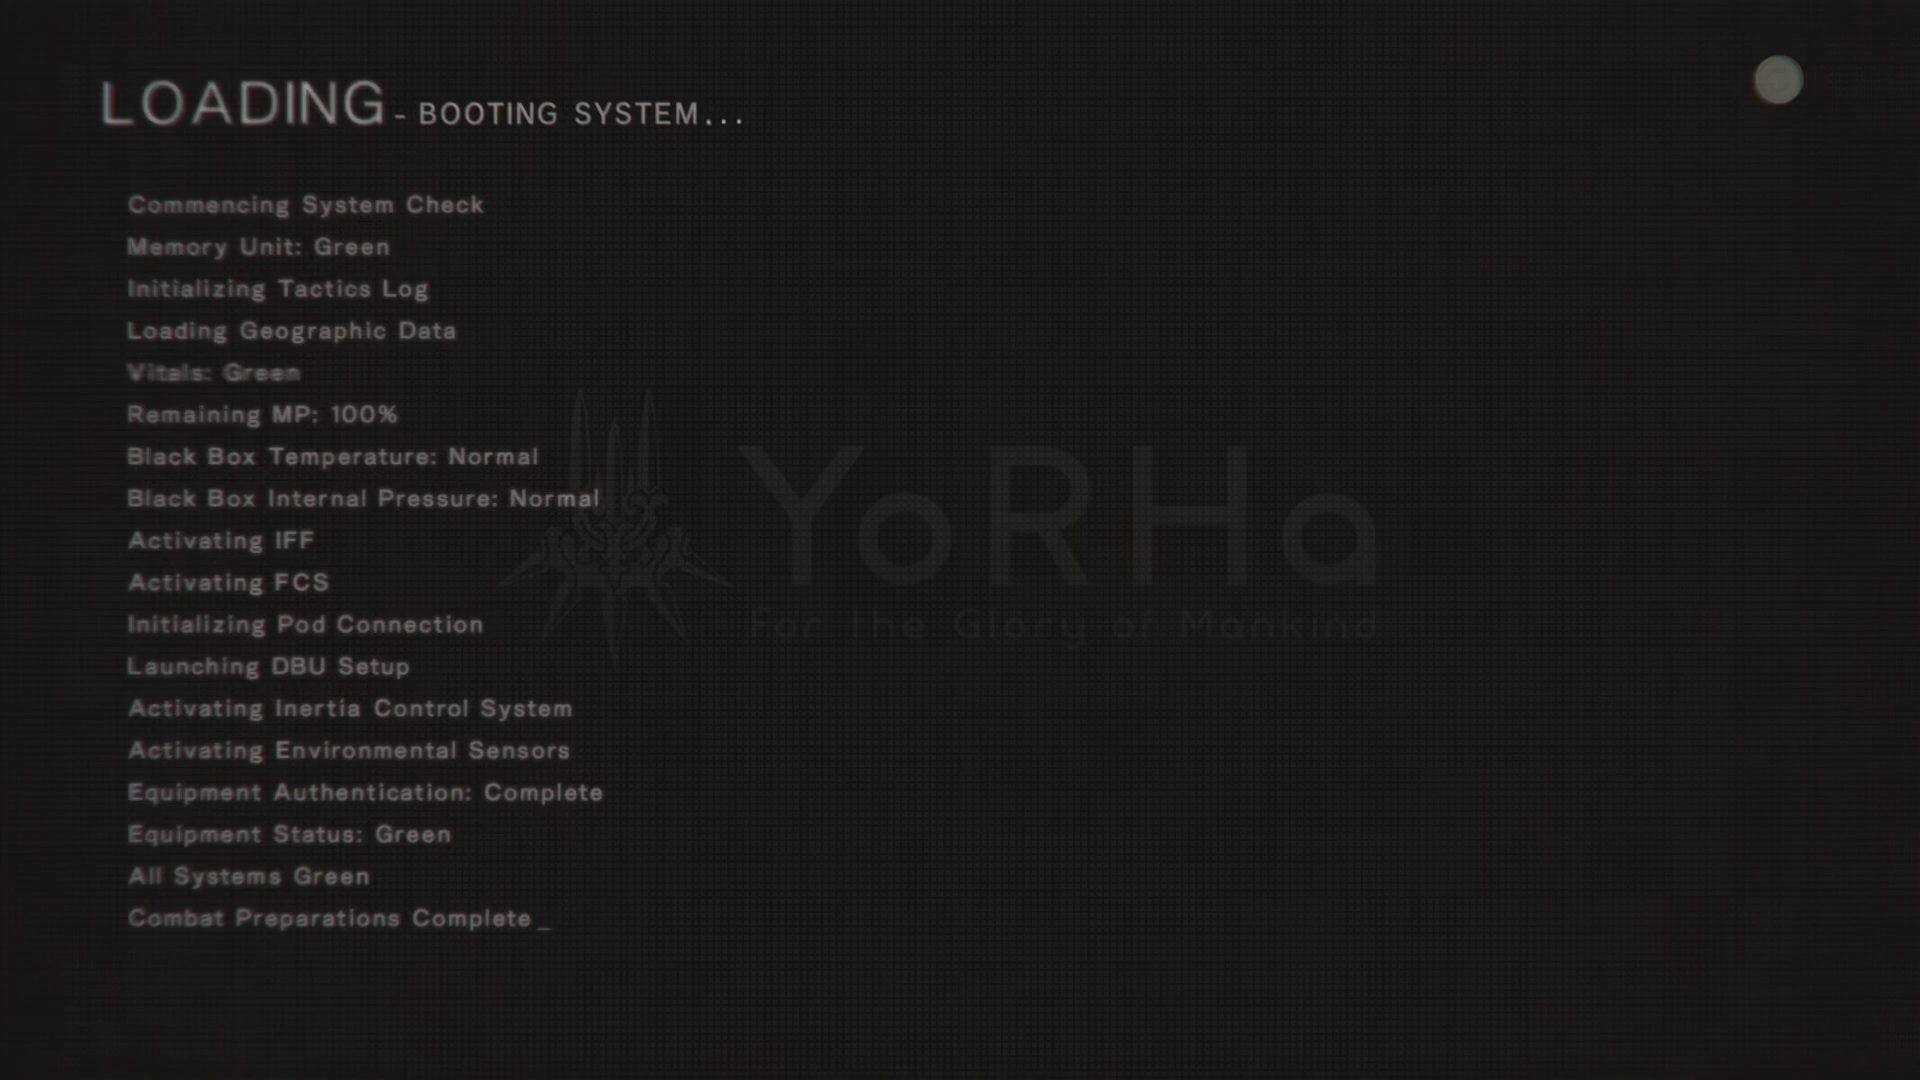 LOADING - BOOTING SYSTEM...
Commencing System Check
Memory Unit: Green
Initializing Tactics Log
Loading Geographic Data
Vitals: Green
Remaining MP: 100%
Black Box Temperature: Normal
Black Box Internal Pressure: Normal
Activating IFF
Activating FCS
Initializing Pod Connection
Launching DBU Setup
Activating Inertia Control System
Activating Environmental Sensors
Equipment Authentication: Complete
Equipment Status: Green
All Systems Green
Combat Preparations Complete _
YoRHa
For the Glory of Mankind